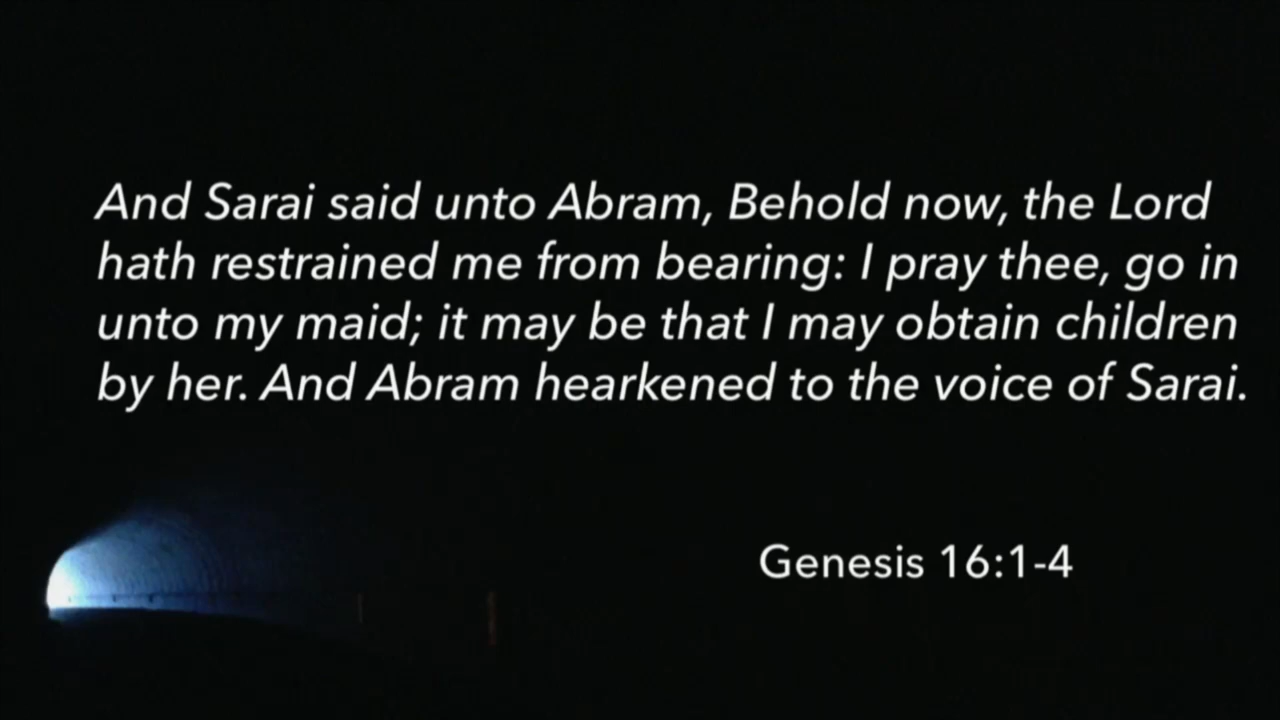 And Sarai said unto Abram, Behold now, the Lord
hath restrained me from bearing: I pray thee, go in
unto my maid; it may be that I may obtain children
by her. And Abram hearkened to the voice of Sarai.
Genesis 16:1-4